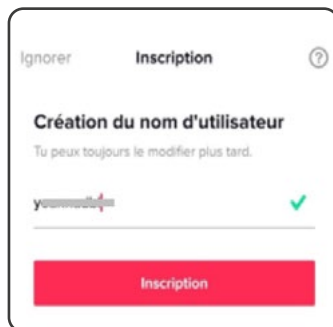 Ignorer Inscription ?
Création du nom d'utilisateur
Tu peux toujours le modifier plus tard.
Inscription